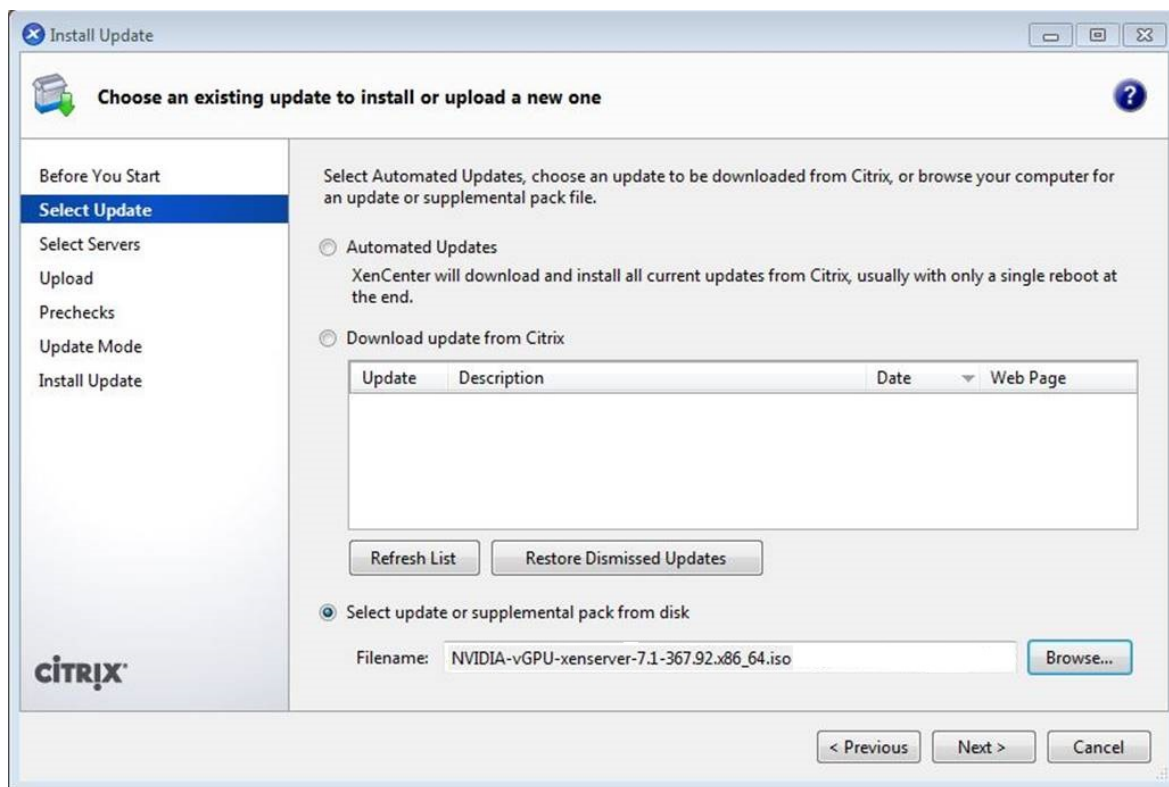 Install Update
Choose an existing update to install or upload a new one
?
Before You Start
Select Update
Select Servers
Upload
Prechecks
Update Mode
Install Update
CİTRIX
Select Automated Updates, choose an update to be downloaded from Citrix, or browse your computer for
an update or supplemental pack file.
Automated Updates
XenCenter will download and install all current updates from Citrix, usually with only a single reboot at
the end.
Download update from Citrix
Update Description Date Web Page
Refresh List Restore Dismissed Updates
Select update or supplemental pack from disk
Filename: NVIDIA-vGPU-xenserver-7.1-367.92.x86_64.iso Browse...
< Previous Next > Cancel